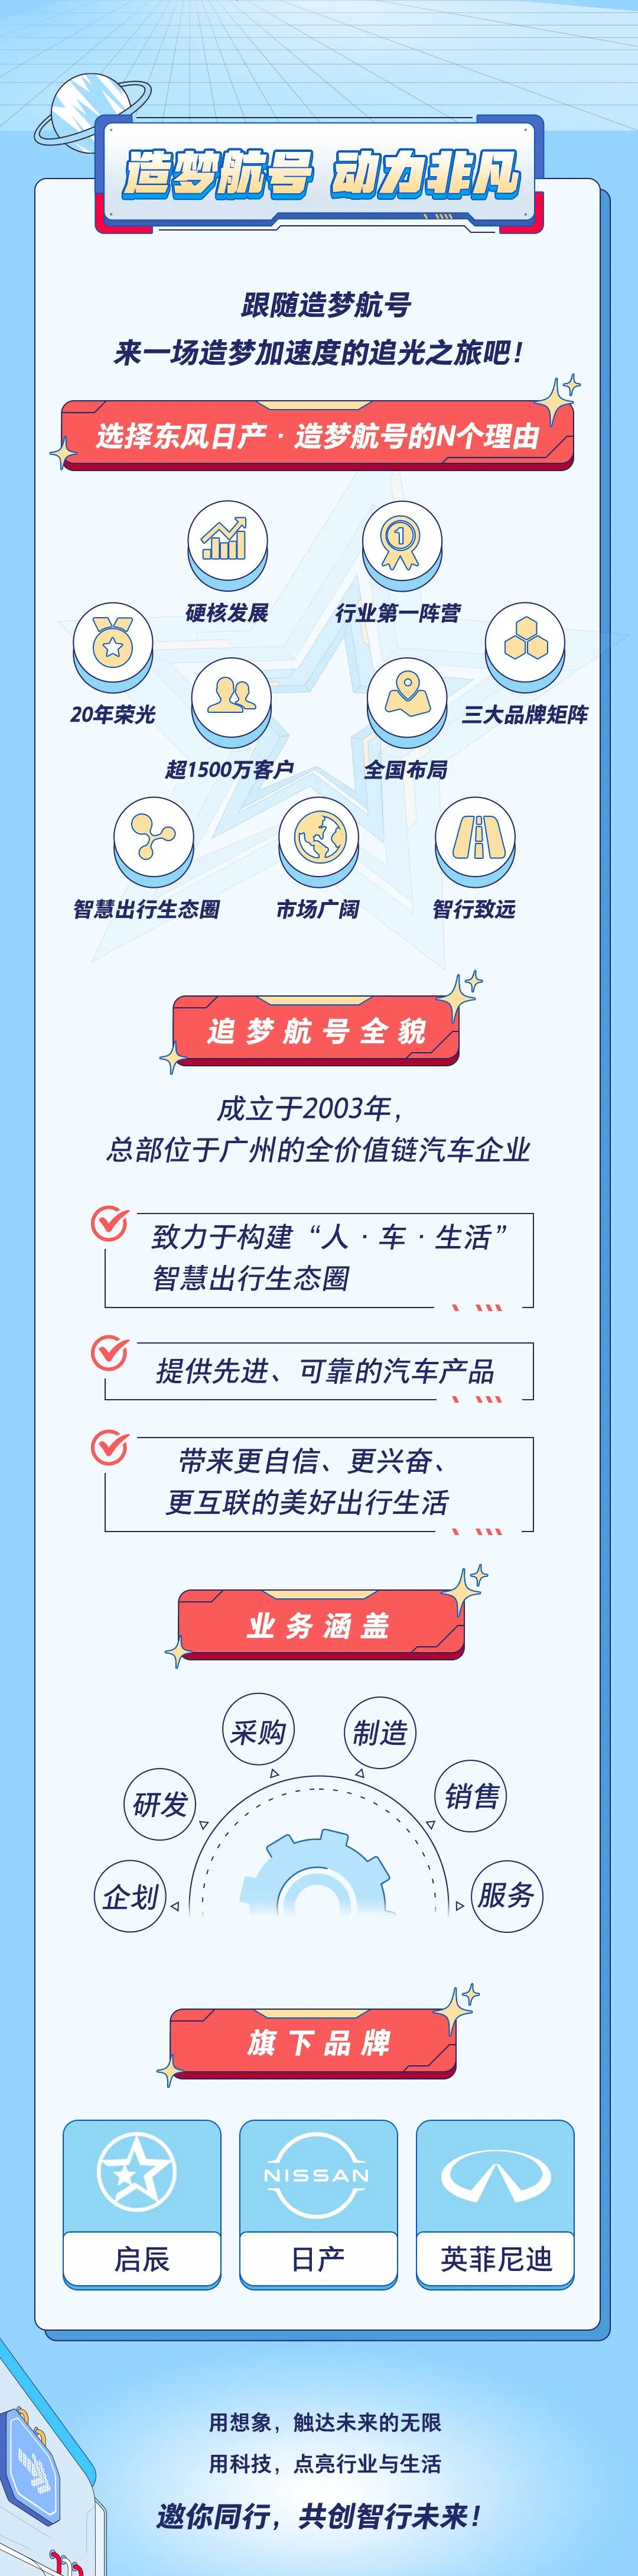 造梦航号 动力非凡
跟随造梦航号
来一场造梦加速度的追光之旅吧！
选择东风日产·造梦航号的N个理由
硬核发展
行业第一阵营
20年荣光
三大品牌矩阵
超1500万客户
全国布局
智慧出行生态圈
市场广阔
智行致远
追梦航号全貌
成立于2003年，
总部位于广州的全价值链汽车企业
致力于构建“人·车·生活”
智慧出行生态圈
提供先进、可靠的汽车产品
带来更自信、更兴奋、
更互联的美好出行生活
业务涵盖
采购
制造
研发
销售
企划
服务
旗下品牌
NISSAN
启辰
日产
英菲尼迪
用想象，触达未来的无限
用科技，点亮行业与生活
邀你同行，共创智行未来！